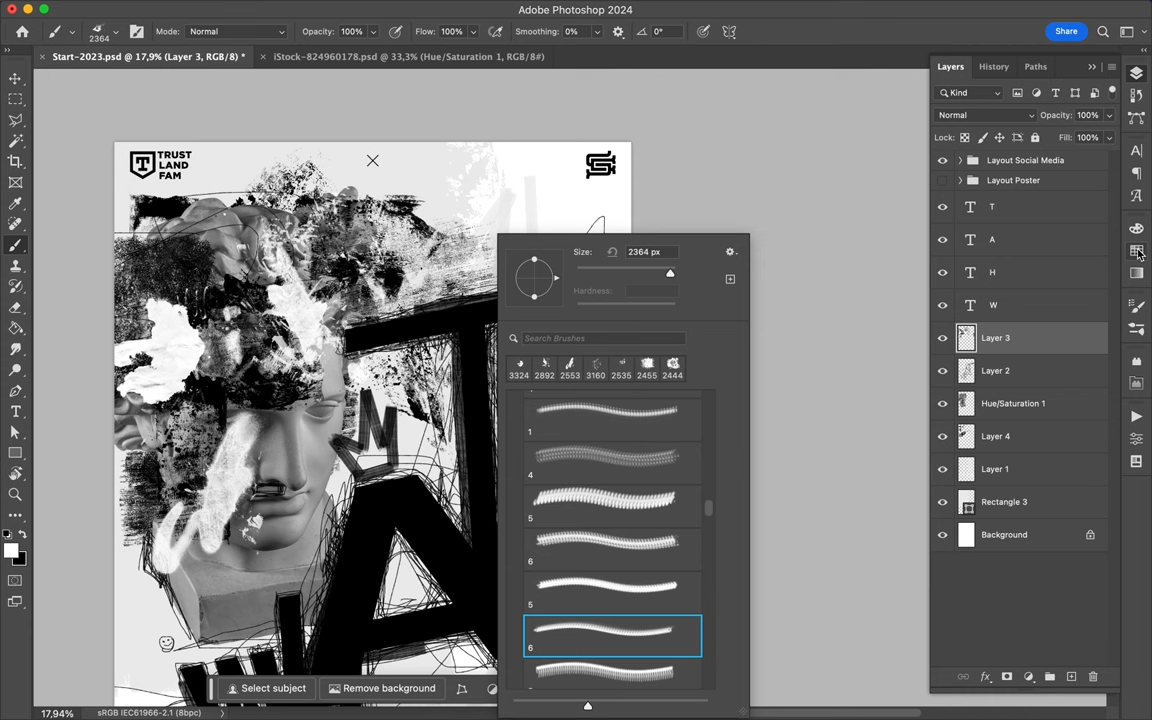 Adobe Photoshop 2024
2364
Mode: Normal
Opacity: 100%
Flow: 100%
Smoothing: 0%
0°
Share
Start-2023.psd @ 17,9% (Layer 3, RGB/8) *
iStock-824960178.psd @ 33,3% (Hue/Saturation 1, RGB/8#)
Layers
History
Paths
Kind
Normal
Opacity: 100%
Lock:
Fill: 100%
Layout Social Media
Layout Poster
T
A
H
W
Layer 3
Layer 2
Hue/Saturation 1
Layer 4
Layer 1
Rectangle 3
Background
TRUST
LAND
FAM
Size:
2364 px
Hardness:
Search Brushes
3324 2892 2553 3160 2535 2455 2444
1
4
5
6
5
6
Select subject
Remove background
17,94%
sRGB IEC61966-2.1 (8bpc)